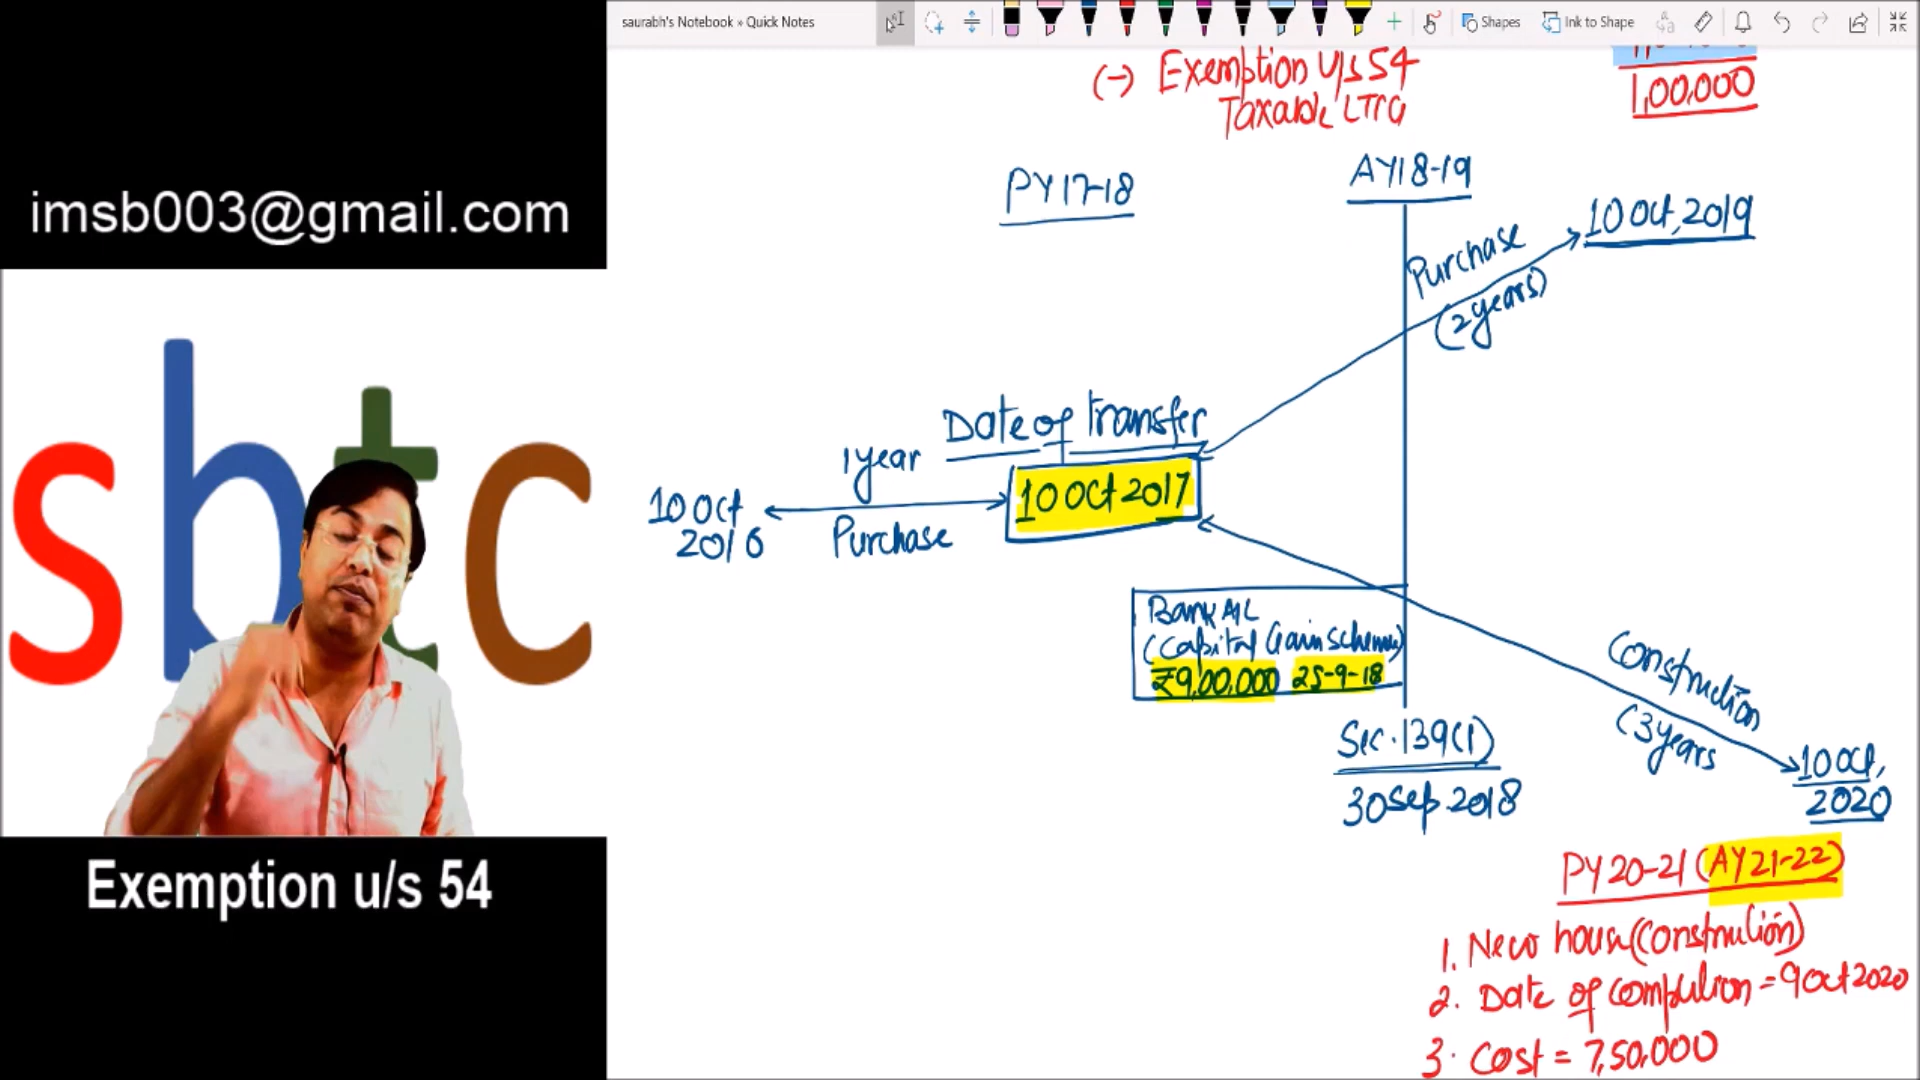 saurabh's Notebook » Quick Notes
Shapes
Ink to Shape
(-) Exemption u/s 54
Taxable LTCG
1,00,000
PY17-18
AY18-19
10 Oct, 2019
Purchase
(2 years)
Date of transfer
10 Oct 2017
1 year
Purchase
10 Oct
2016
Bank A/c
(Capital Gain Scheme)
₹9,00,000 25-9-18
Sec. 139(1)
30 Sep 2018
Construction
(3 years
10 Oct,
2020
PY 20-21 (AY 21-22)
1. New house (Construction)
2. Date of completion = 9 Oct 2020
3. Cost = 7,50,000
imsb003@gmail.com
sbtc
Exemption u/s 54